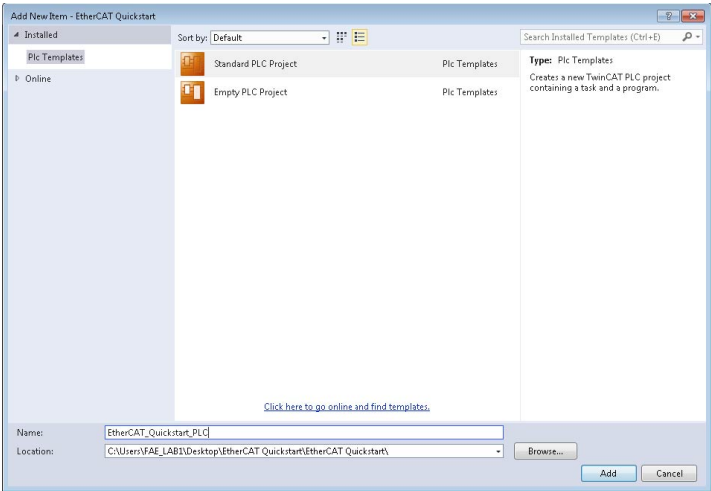 Add New Item - EtherCAT Quickstart
Installed
Sort by: Default
Search Installed Templates (Ctrl+E)
Plc Templates
Online
Standard PLC Project Plc Templates
Empty PLC Project Plc Templates
Type: Plc Templates
Creates a new TwinCAT PLC project
containing a task and a program.
Click here to go online and find templates.
Name: EtherCAT_Quickstart_PLC
Location: C:\Users\FAE_LAB1\Desktop\EtherCAT Quickstart\EtherCAT Quickstart\
Browse...
Add Cancel